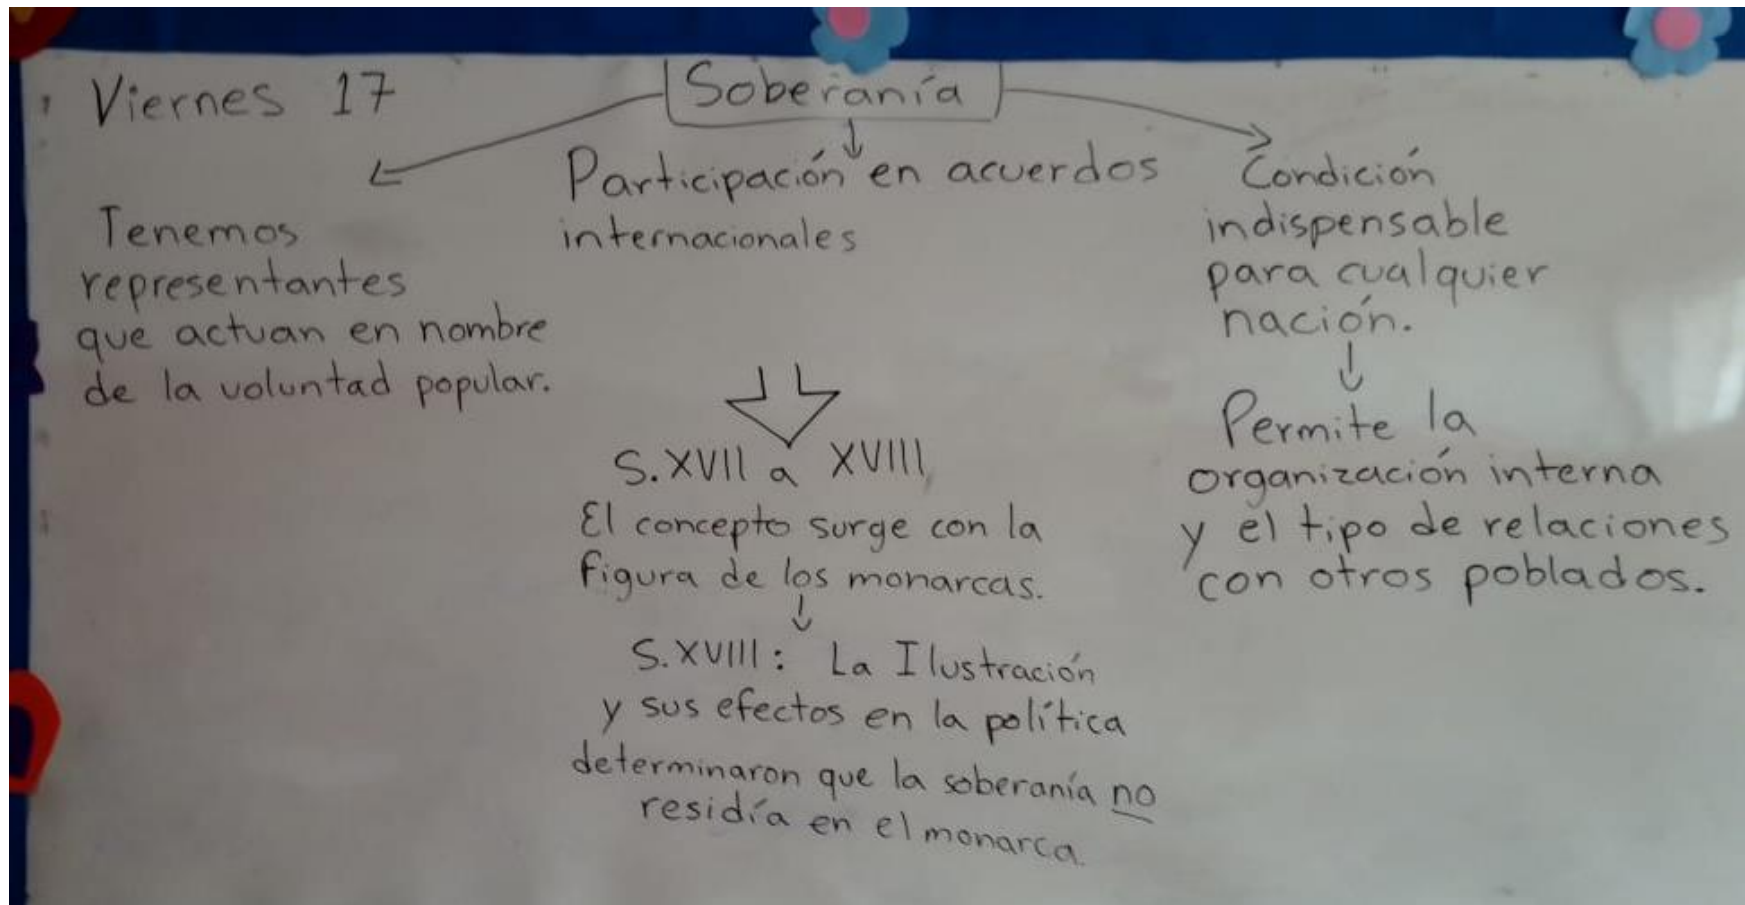 Viernes 17
Soberanía
Tenemos
representantes
que actuan en nombre
de la voluntad popular.
Participación en acuerdos
internacionales
S. XVII a XVIII
El concepto surge con la
figura de los monarcas.
S. XVIII: La Ilustración
y sus efectos en la política
determinaron que la soberanía no
residía en el monarca.
Condición
indispensable
para cualquier
nación.
Permite la
organización interna
y el tipo de relaciones
con otros poblados.